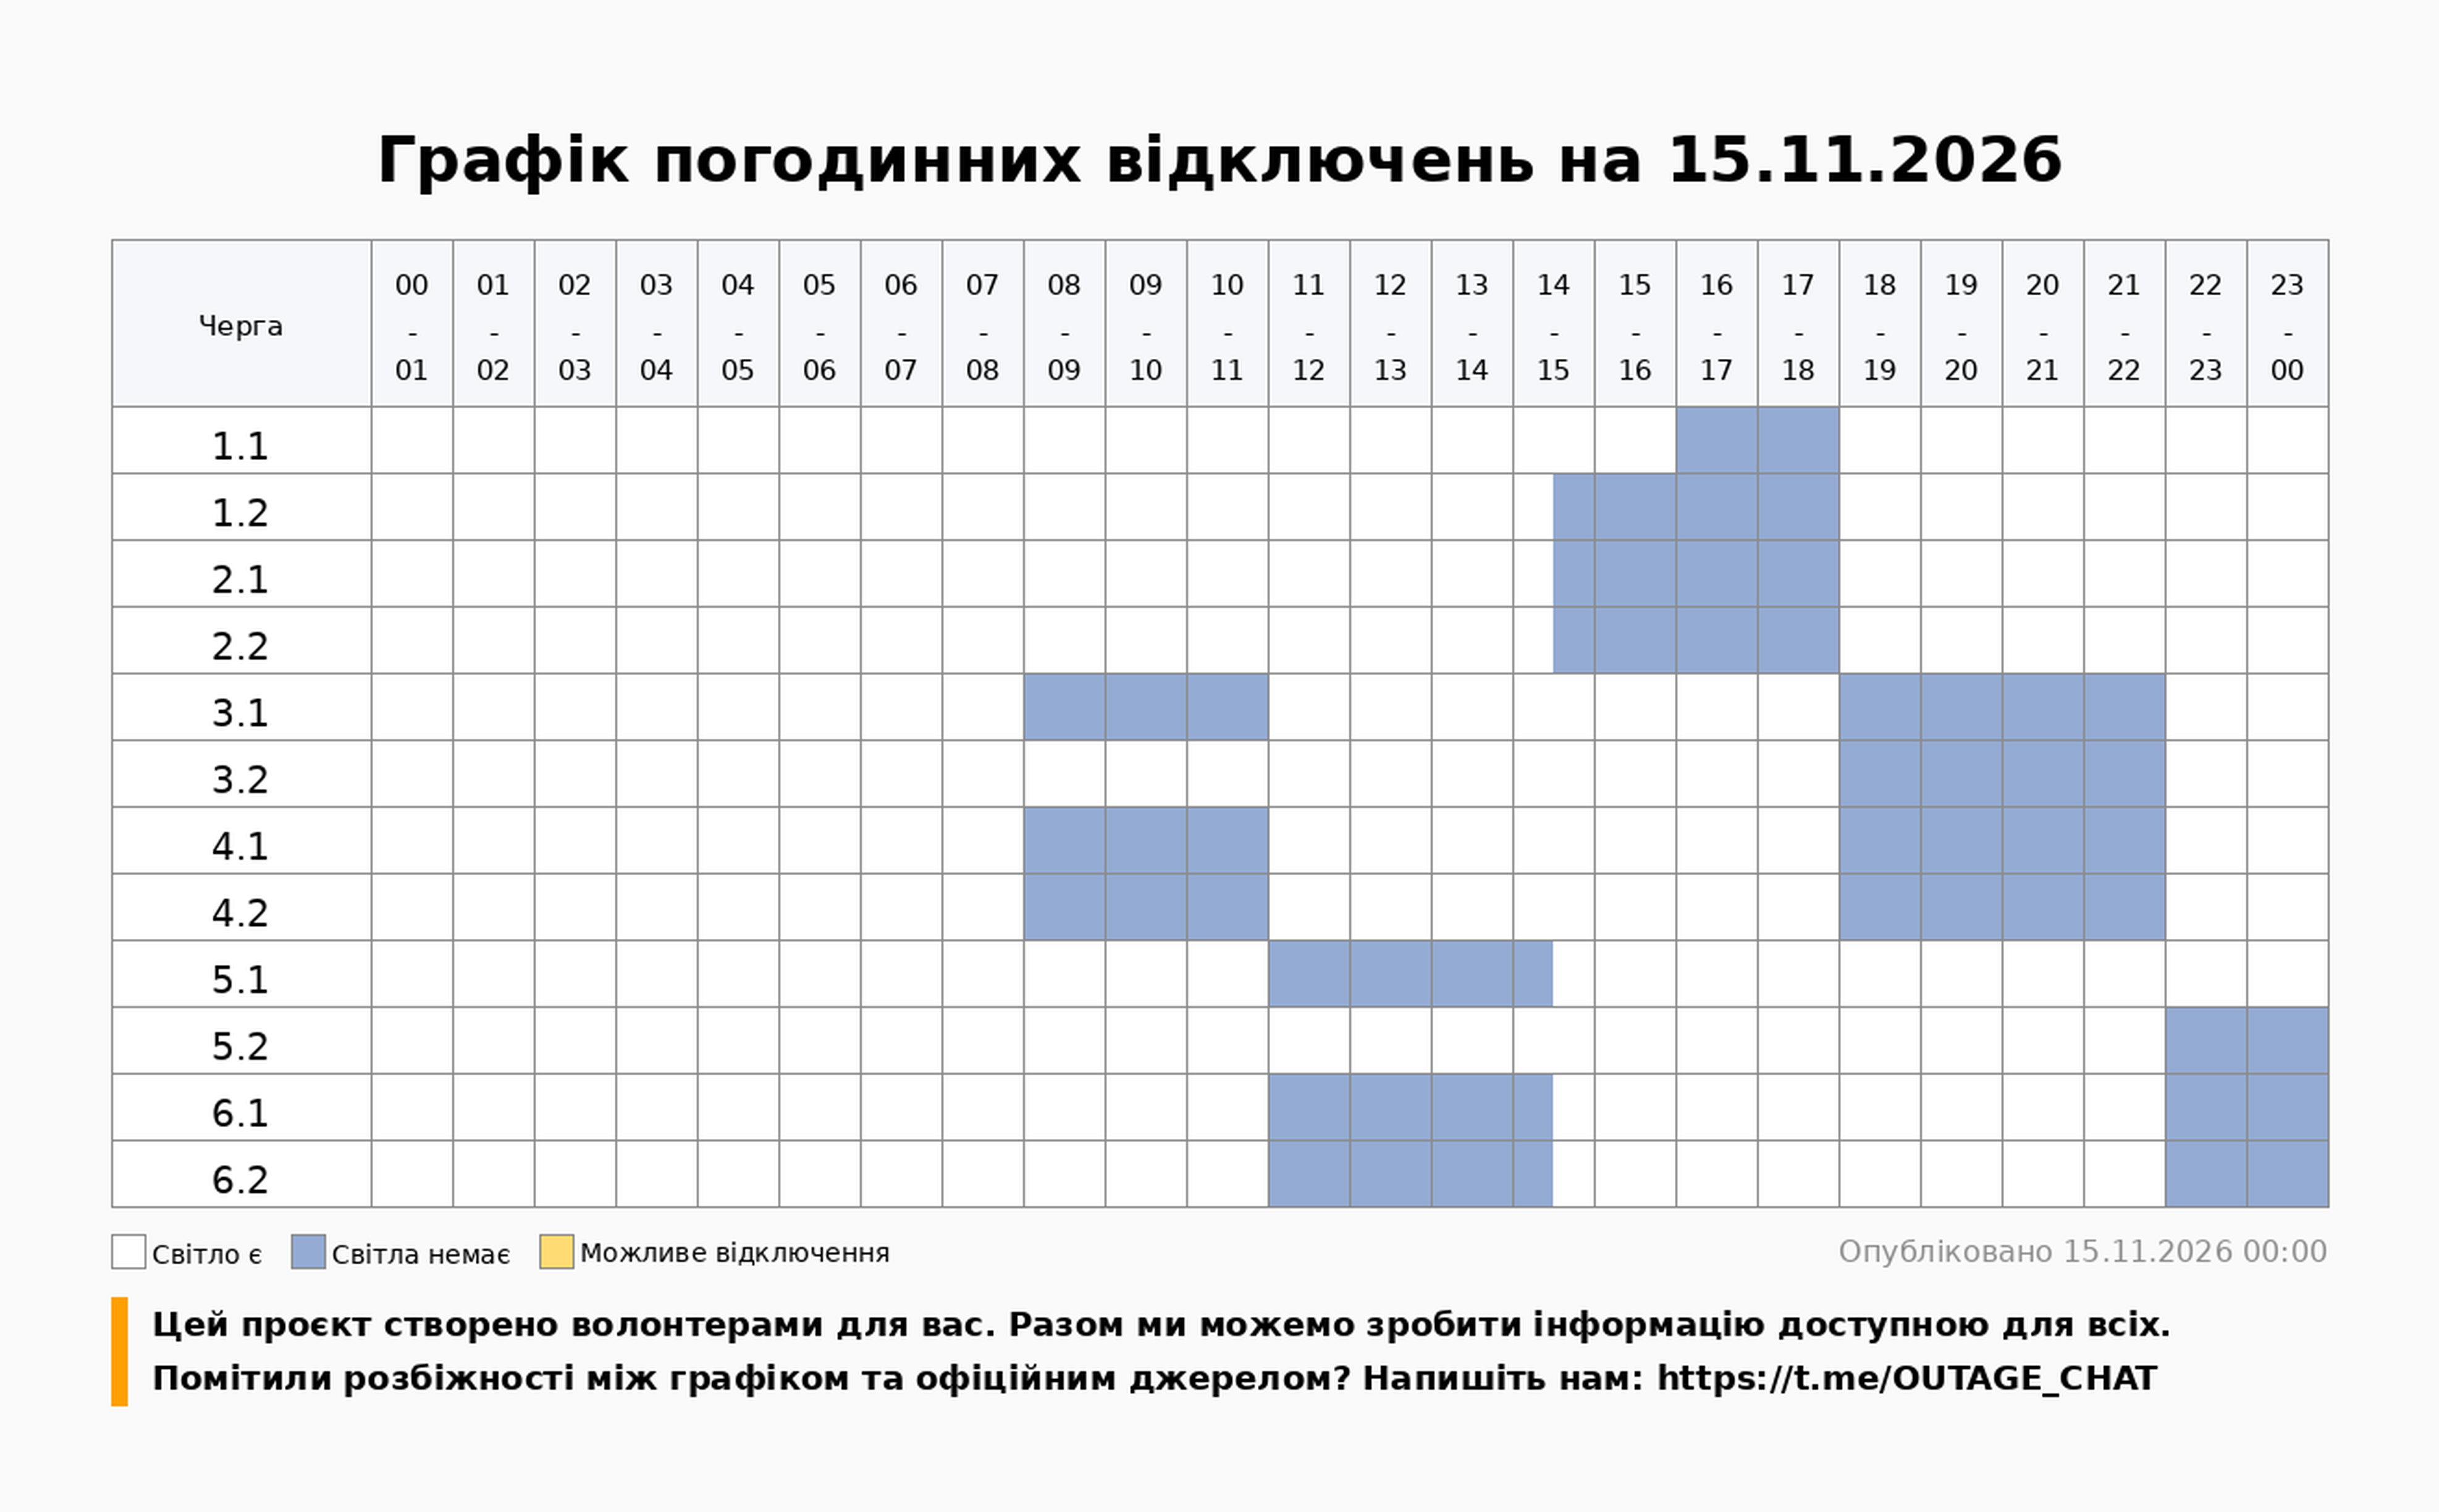 Графік погодинних відключень на 15.11.2026
Черга 00 - 01 01 - 02 02 - 03 03 - 04 04 - 05 05 - 06 06 - 07 07 - 08 08 - 09 09 - 10 10 - 11 11 - 12 12 - 13 13 - 14 14 - 15 15 - 16 16 - 17 17 - 18 18 - 19 19 - 20 20 - 21 21 - 22 22 - 23 23 - 00
1.1
1.2
2.1
2.2
3.1
3.2
4.1
4.2
5.1
5.2
6.1
6.2
Світло є Світла немає Можливе відключення Опубліковано 15.11.2026 00:00
Цей проєкт створено волонтерами для вас. Разом ми можемо зробити інформацію доступною для всіх.
Помітили розбіжності між графіком та офіційним джерелом? Напишіть нам: https://t.me/OUTAGE_CHAT